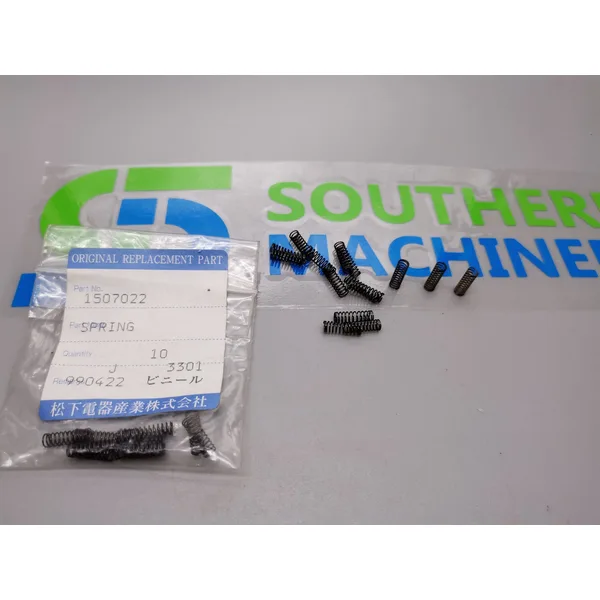 SOUTHER
MACHINE
ORIGINAL REPLACEMENT PART
Part No.
1507022
SPRING
Quantity 10
J 3301
990422 ビニール
松下電器産業株式会社